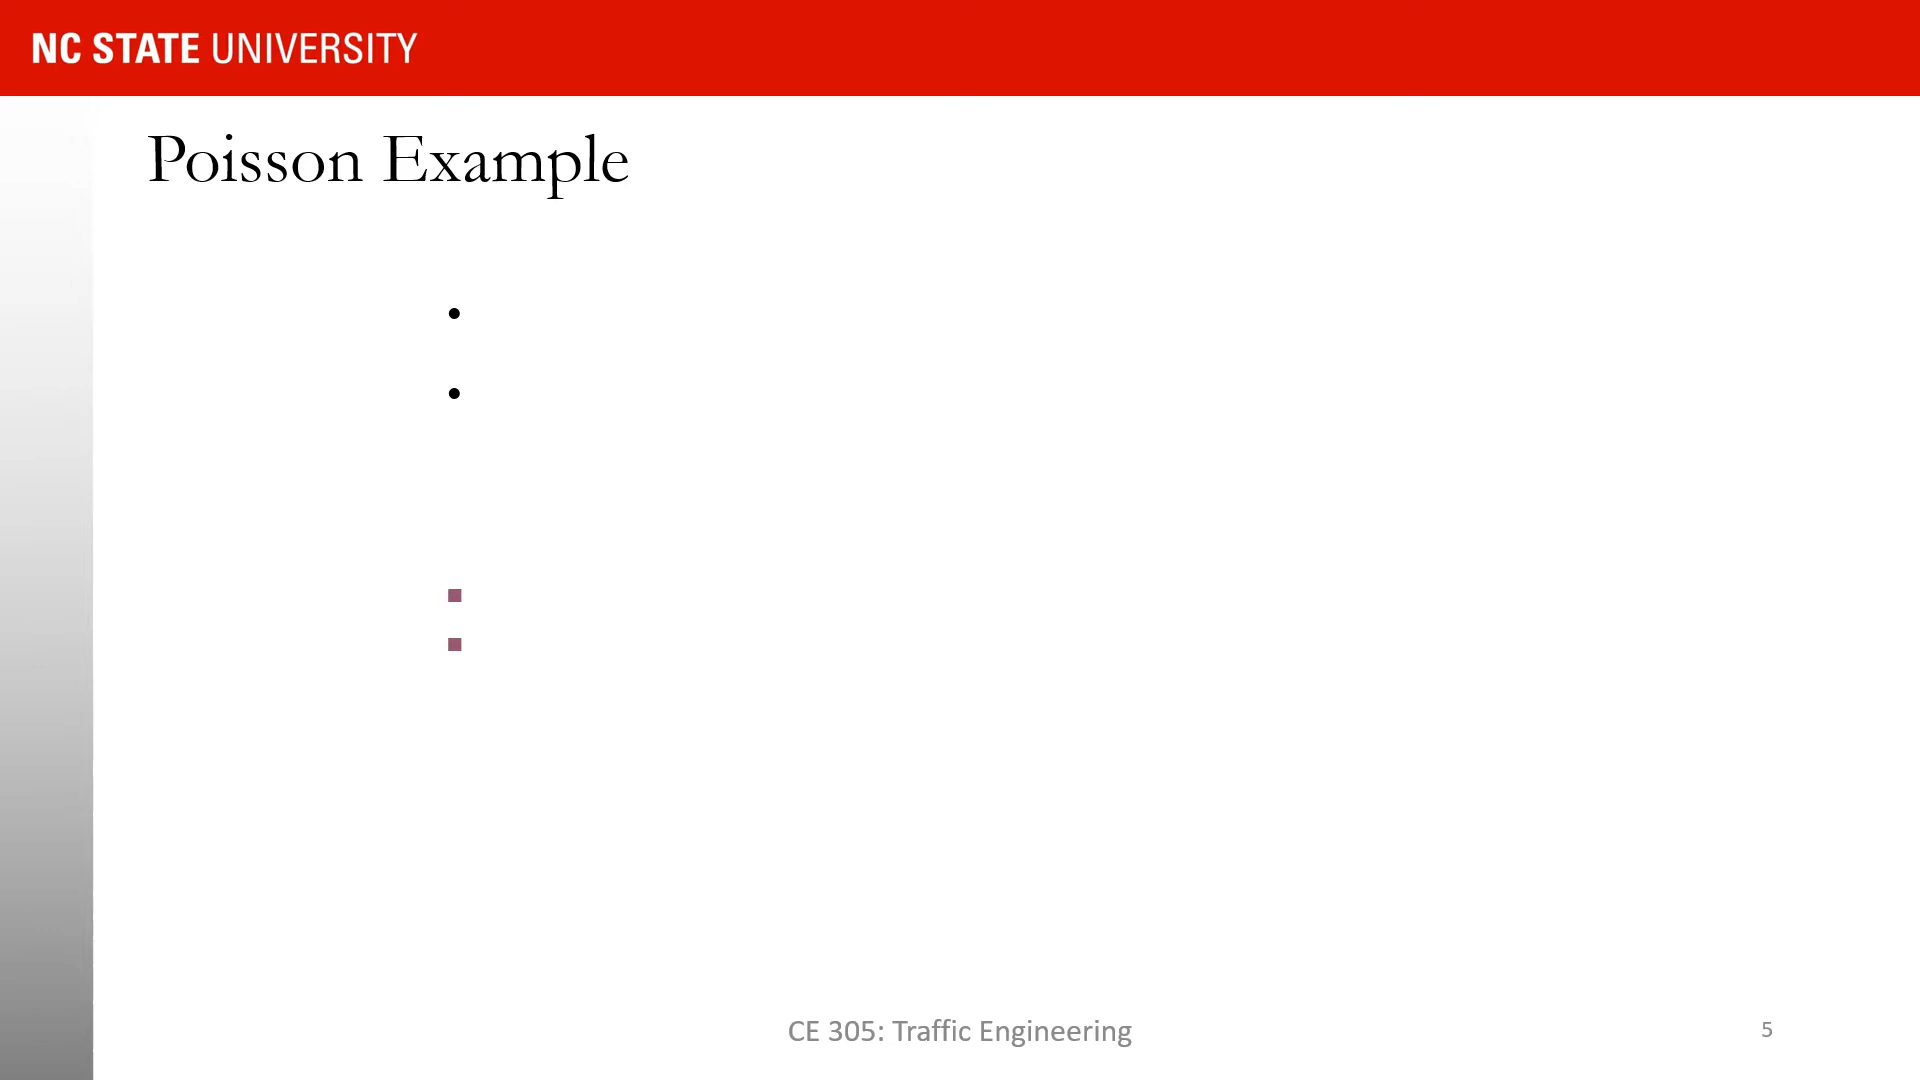 NC STATE UNIVERSITY
Poisson Example
•
•
▪
▪
CE 305: Traffic Engineering
5